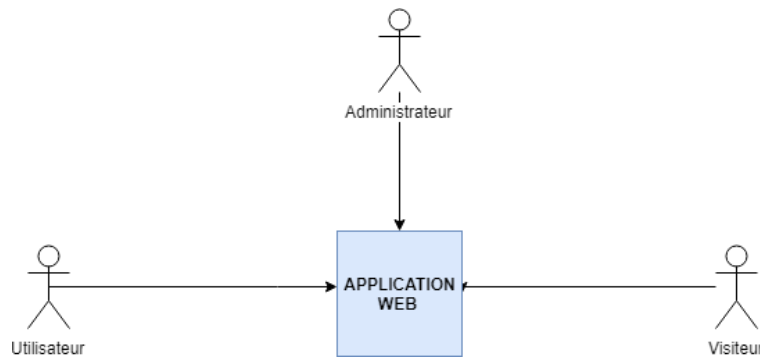 Administrateur
APPLICATION
WEB
Utilisateur
Visiteur